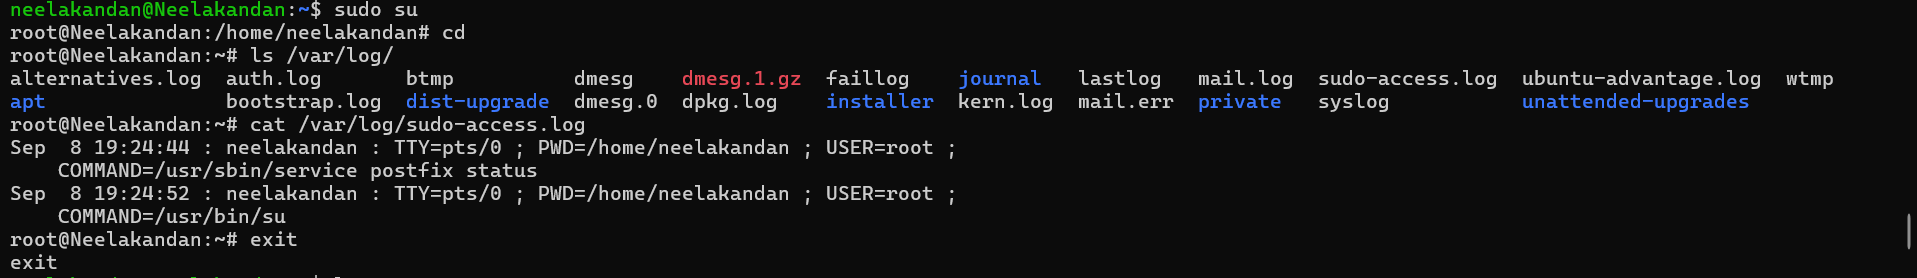 neelakandan@Neelakandan:~$ sudo su
root@Neelakandan:/home/neelakandan# cd
root@Neelakandan:~# ls /var/log/
alternatives.log  auth.log       btmp          dmesg    dmesg.1.gz  faillog    journal   lastlog   mail.log  sudo-access.log  ubuntu-advantage.log  wtmp
apt               bootstrap.log  dist-upgrade  dmesg.0  dpkg.log    installer  kern.log  mail.err  private   syslog           unattended-upgrades
root@Neelakandan:~# cat /var/log/sudo-access.log
Sep  8 19:24:44 : neelakandan : TTY=pts/0 ; PWD=/home/neelakandan ; USER=root ;
    COMMAND=/usr/sbin/service postfix status
Sep  8 19:24:52 : neelakandan : TTY=pts/0 ; PWD=/home/neelakandan ; USER=root ;
    COMMAND=/usr/bin/su
root@Neelakandan:~# exit
exit